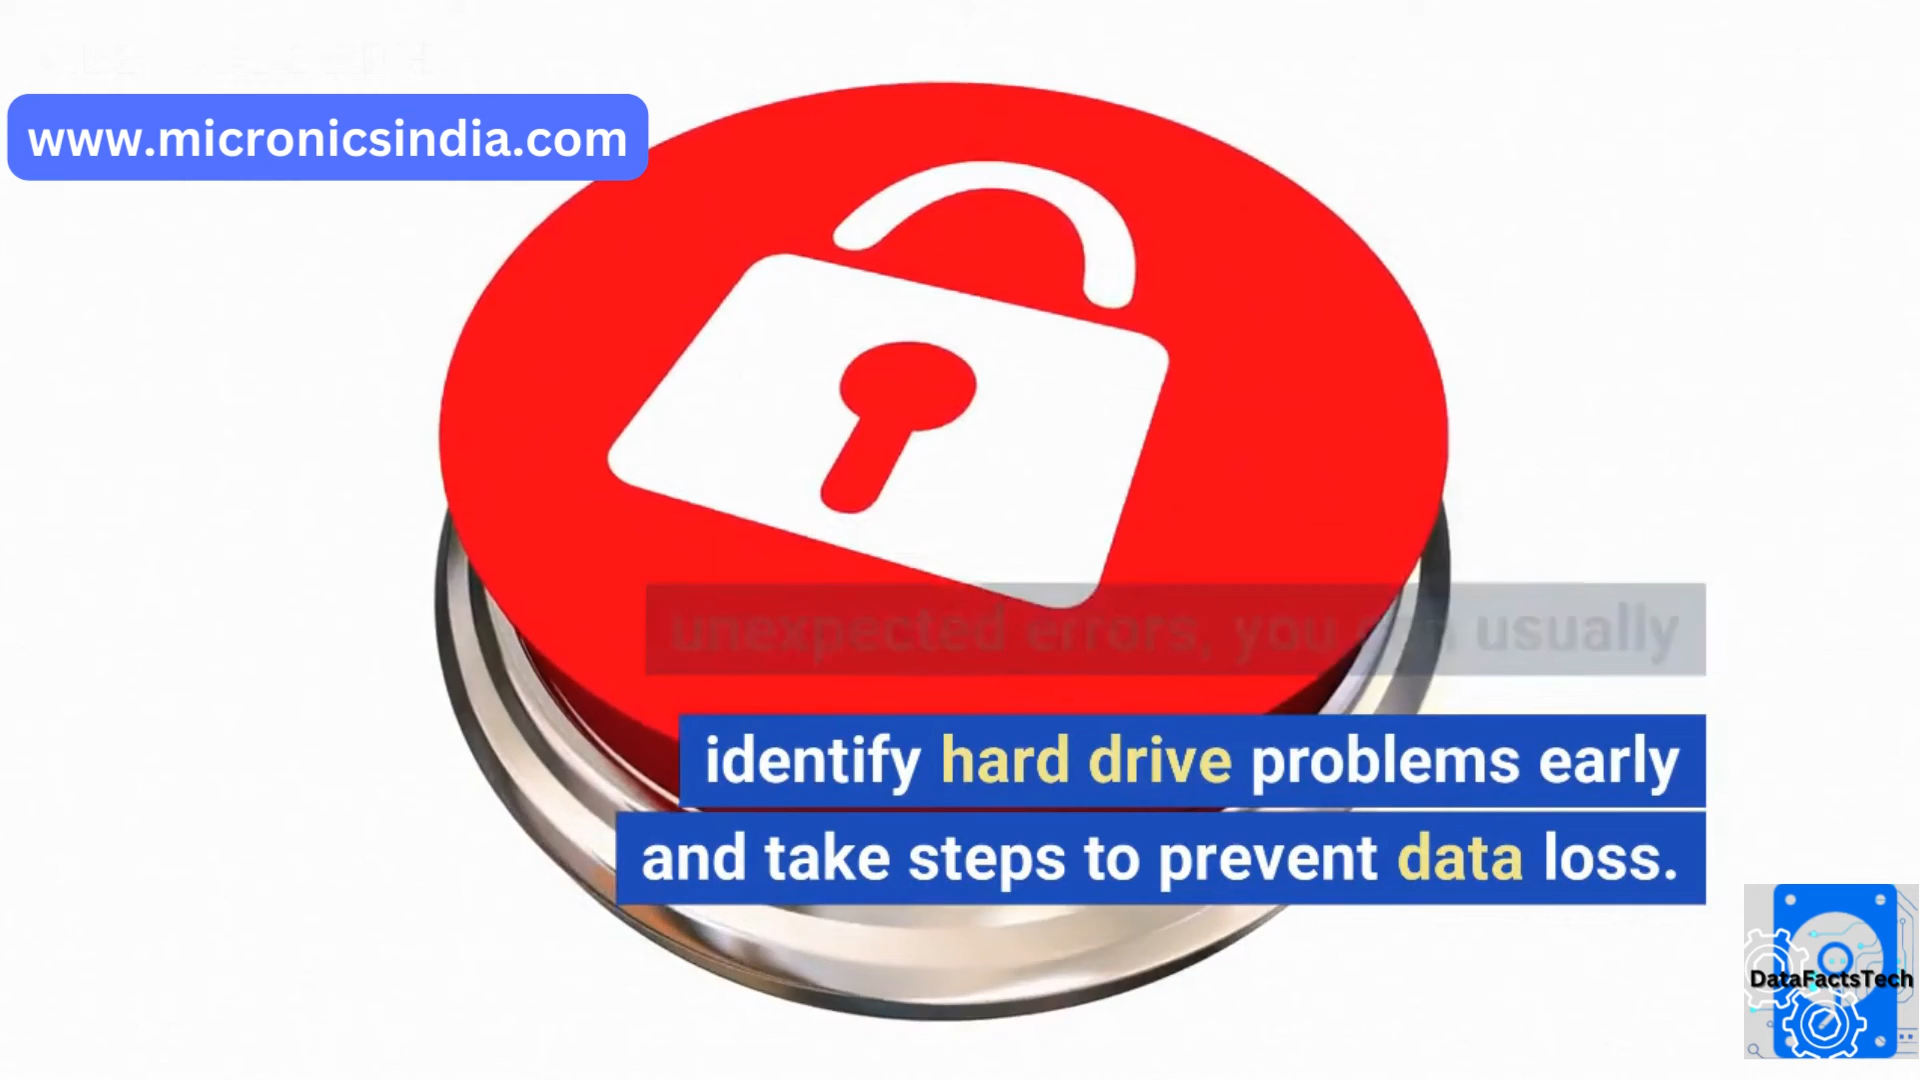 www.micronicsindia.com
unexpected errors, you can usually
identify hard drive problems early
and take steps to prevent data loss.
DataFactsTech